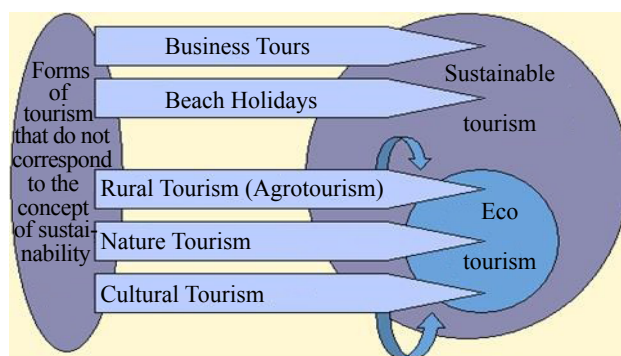 Forms
of
tourism
that do not
correspond
to the
concept
of sustai-
nability
Business Tours
Beach Holidays
Rural Tourism (Agrotourism)
Nature Tourism
Cultural Tourism
Sustainable
tourism
Eco
tourism